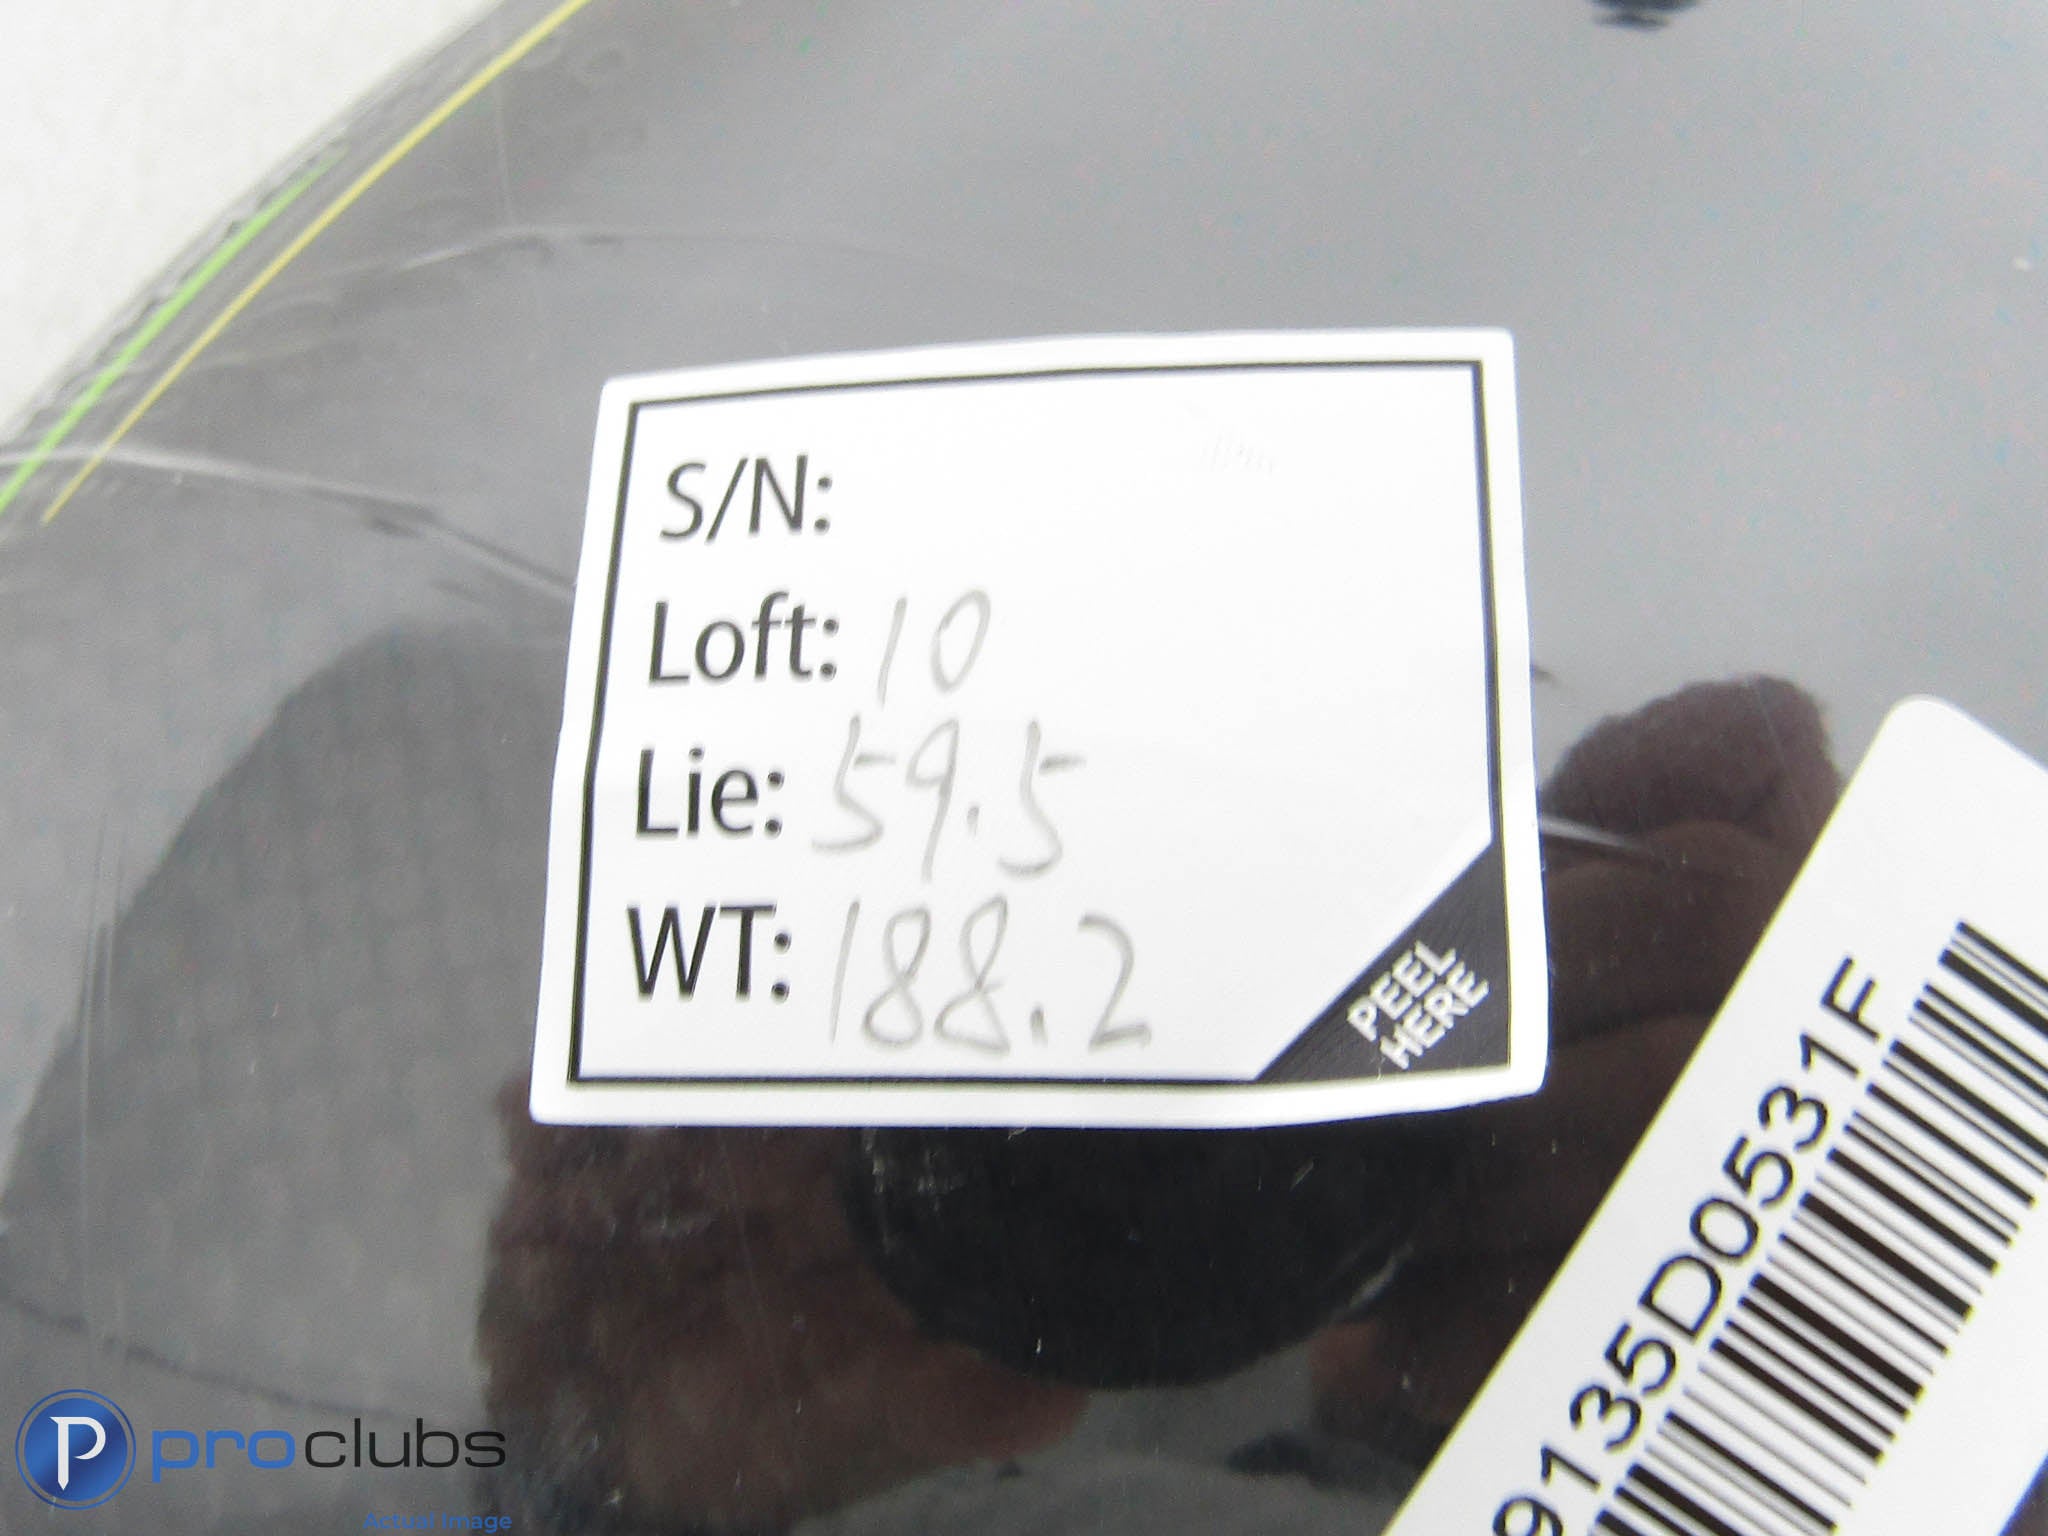 S/N:
Loft: 10
Lie: 59.5
WT: 188.2
PEEL
HERE
9135D0531F
proclubs
Actual Image